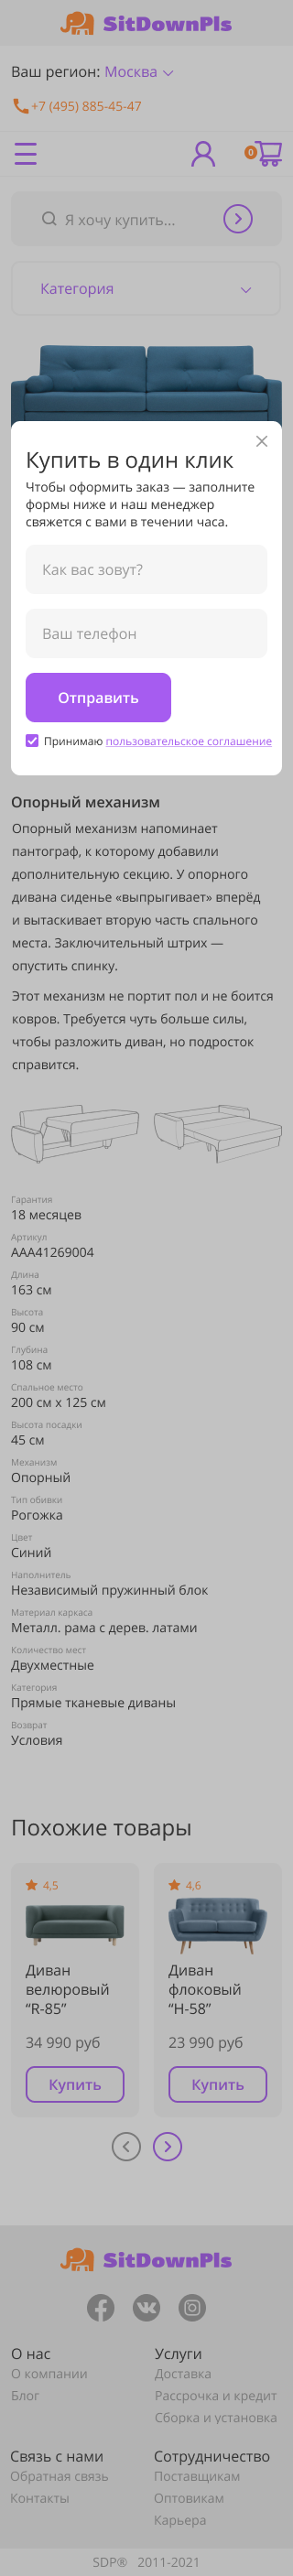 SitDownPls
Ваш регион: Москва
+7 (495) 885-45-47
0
Я хочу купить...
Категория
Купить в один клик
Чтобы оформить заказ — заполните
формы ниже и наш менеджер
свяжется с вами в течении часа.
Как вас зовут?
Ваш телефон
Отправить
Принимаю пользовательское соглашение
Опорный механизм
Опорный механизм напоминает
пантограф, к которому добавили
дополнительную секцию. У опорного
дивана сиденье «выпрыгивает» вперёд
и вытаскивает вторую часть спального
места. Заключительный штрих —
опустить спинку.
Этот механизм не портит пол и не боится
ковров. Требуется чуть больше силы,
чтобы разложить диван, но подросток
справится.
Гарантия
18 месяцев
Артикул
AAA41269004
Длина
163 см
Высота
90 см
Глубина
108 см
Спальное место
200 см x 125 см
Высота посадки
45 см
Механизм
Опорный
Тип обивки
Рогожка
Цвет
Синий
Наполнитель
Независимый пружинный блок
Материал каркаса
Металл. рама с дерев. латами
Количество мест
Двухместные
Категория
Прямые тканевые диваны
Возврат
Условия
Похожие товары
4,5
Диван
велюровый
“R-85”
34 990 руб
Купить
4,6
Диван
флоковый
“H-58”
23 990 руб
Купить
SitDownPls
О нас
О компании
Блог
Услуги
Доставка
Рассрочка и кредит
Сборка и установка
Связь с нами
Обратная связь
Контакты
Сотрудничество
Поставщикам
Оптовикам
Карьера
SDP® 2011-2021